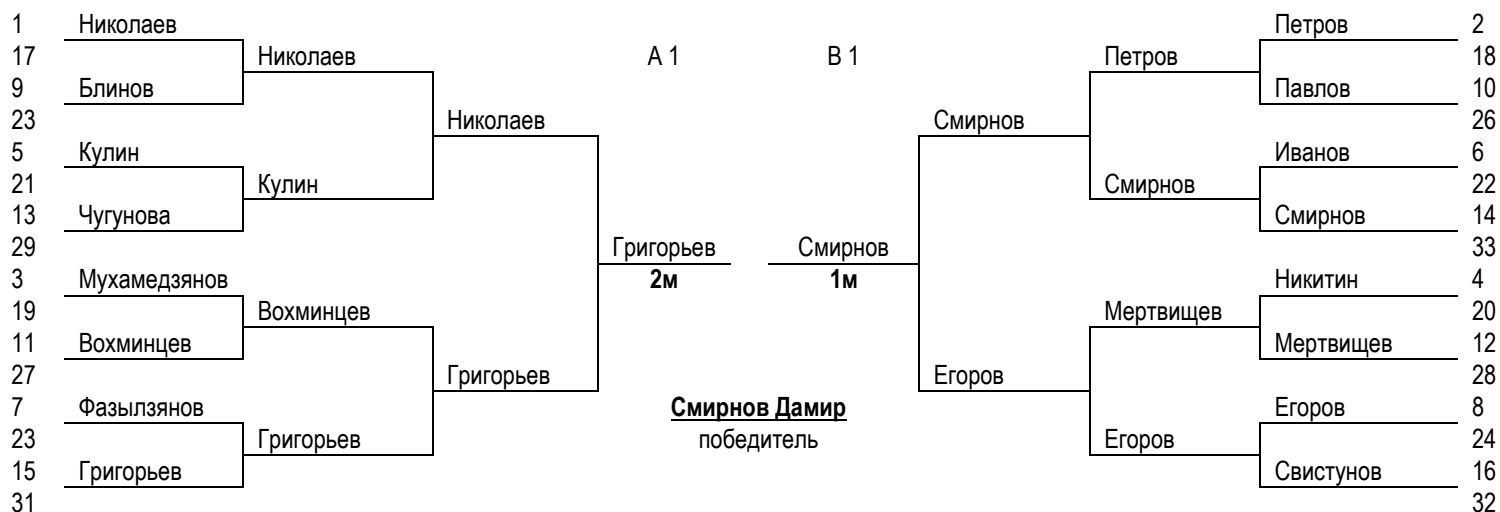 1 Николаев Петров 2
17 Николаев А 1 В 1 Петров 18
9 Блинов Павлов 10
23 Николаев Смирнов 26
5 Кулин Иванов 6
21 Кулин Смирнов 22
13 Чугунова Смирнов 14
29 Григорьев Смирнов 33
3 Мухамедзянов 2м 1м Никитин 4
19 Вохминцев Мертвищев 20
11 Вохминцев Мертвищев 12
27 Григорьев Егоров 28
7 Фазылзянов Смирнов Дамир Егоров 8
23 Григорьев победитель Егоров 24
15 Григорьев Свистунов 16
31 32